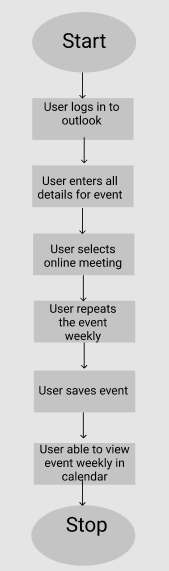 Start
User logs in to
outlook
User enters all
details for event
User selects
online meeting
User repeats
the event
weekly
User saves event
User able to view
event weekly in
calendar
Stop